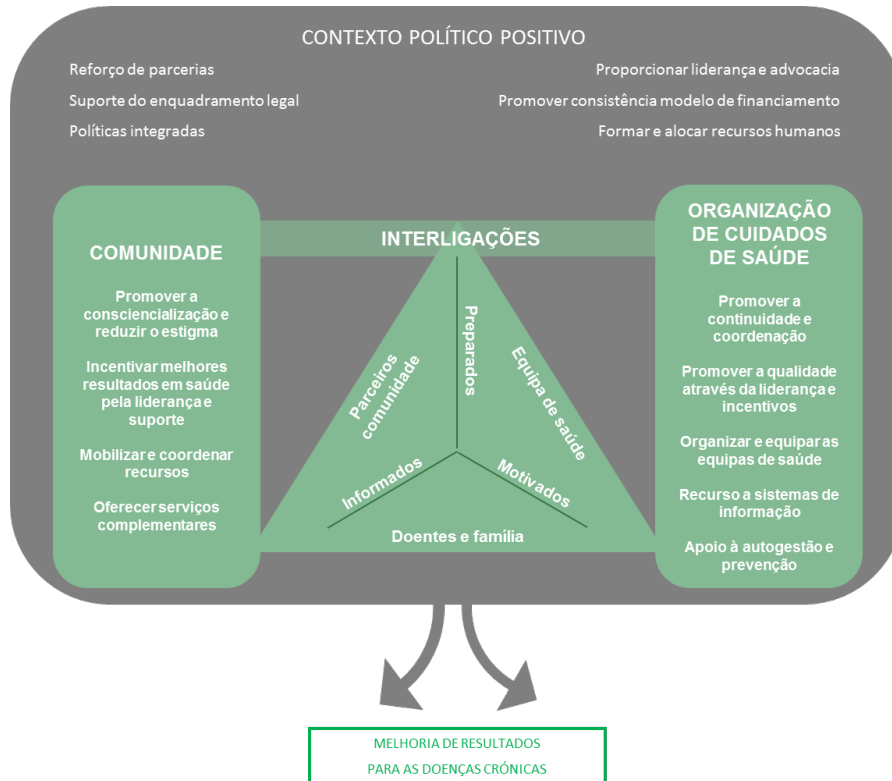 CONTEXTO POLÍTICO POSITIVO
Reforço de parcerias
Suporte do enquadramento legal
Políticas integradas
Proporcionar liderança e advocacia
Promover consistência modelo de financiamento
Formar e alocar recursos humanos
COMUNIDADE
Promover a
consciencialização e
reduzir o estigma
Incentivar melhores
resultados em saúde
pela liderança e
suporte
Mobilizar e coordenar
recursos
Oferecer serviços
complementares
INTERLIGAÇÕES
Parceiros
comunidade
Preparados
Equipa de saúde
Informados
Motivados
Doentes e família
ORGANIZAÇÃO
DE CUIDADOS
DE SAÚDE
Promover a
continuidade e
coordenação
Promover a qualidade
através da liderança e
incentivos
Organizar e equipar as
equipas de saúde
Recurso a sistemas de
informação
Apoio à autogestão e
prevenção
MELHORIA DE RESULTADOS
PARA AS DOENÇAS CRÓNICAS